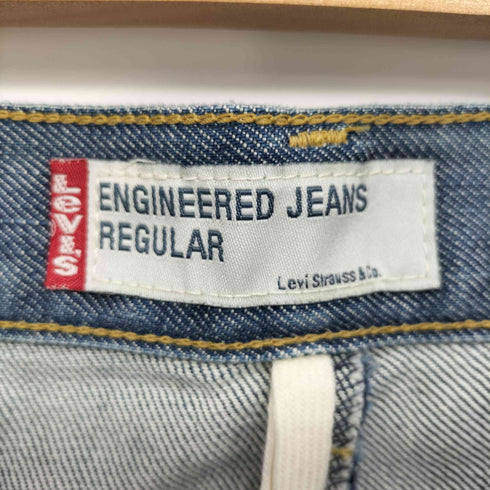 LEVI'S
ENGINEERED JEANS
REGULAR
Levi Strauss & Co.